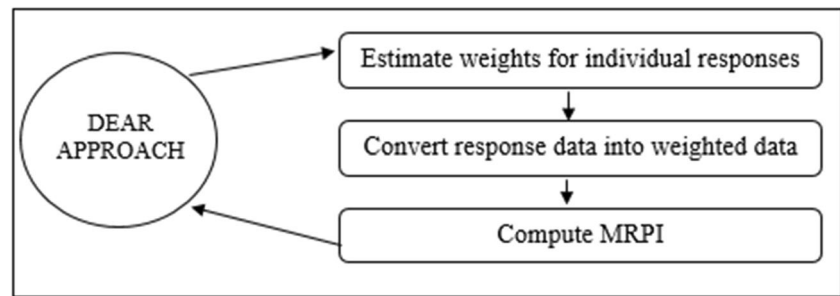 DEAR
APPROACH
Estimate weights for individual responses
Convert response data into weighted data
Compute MRPI